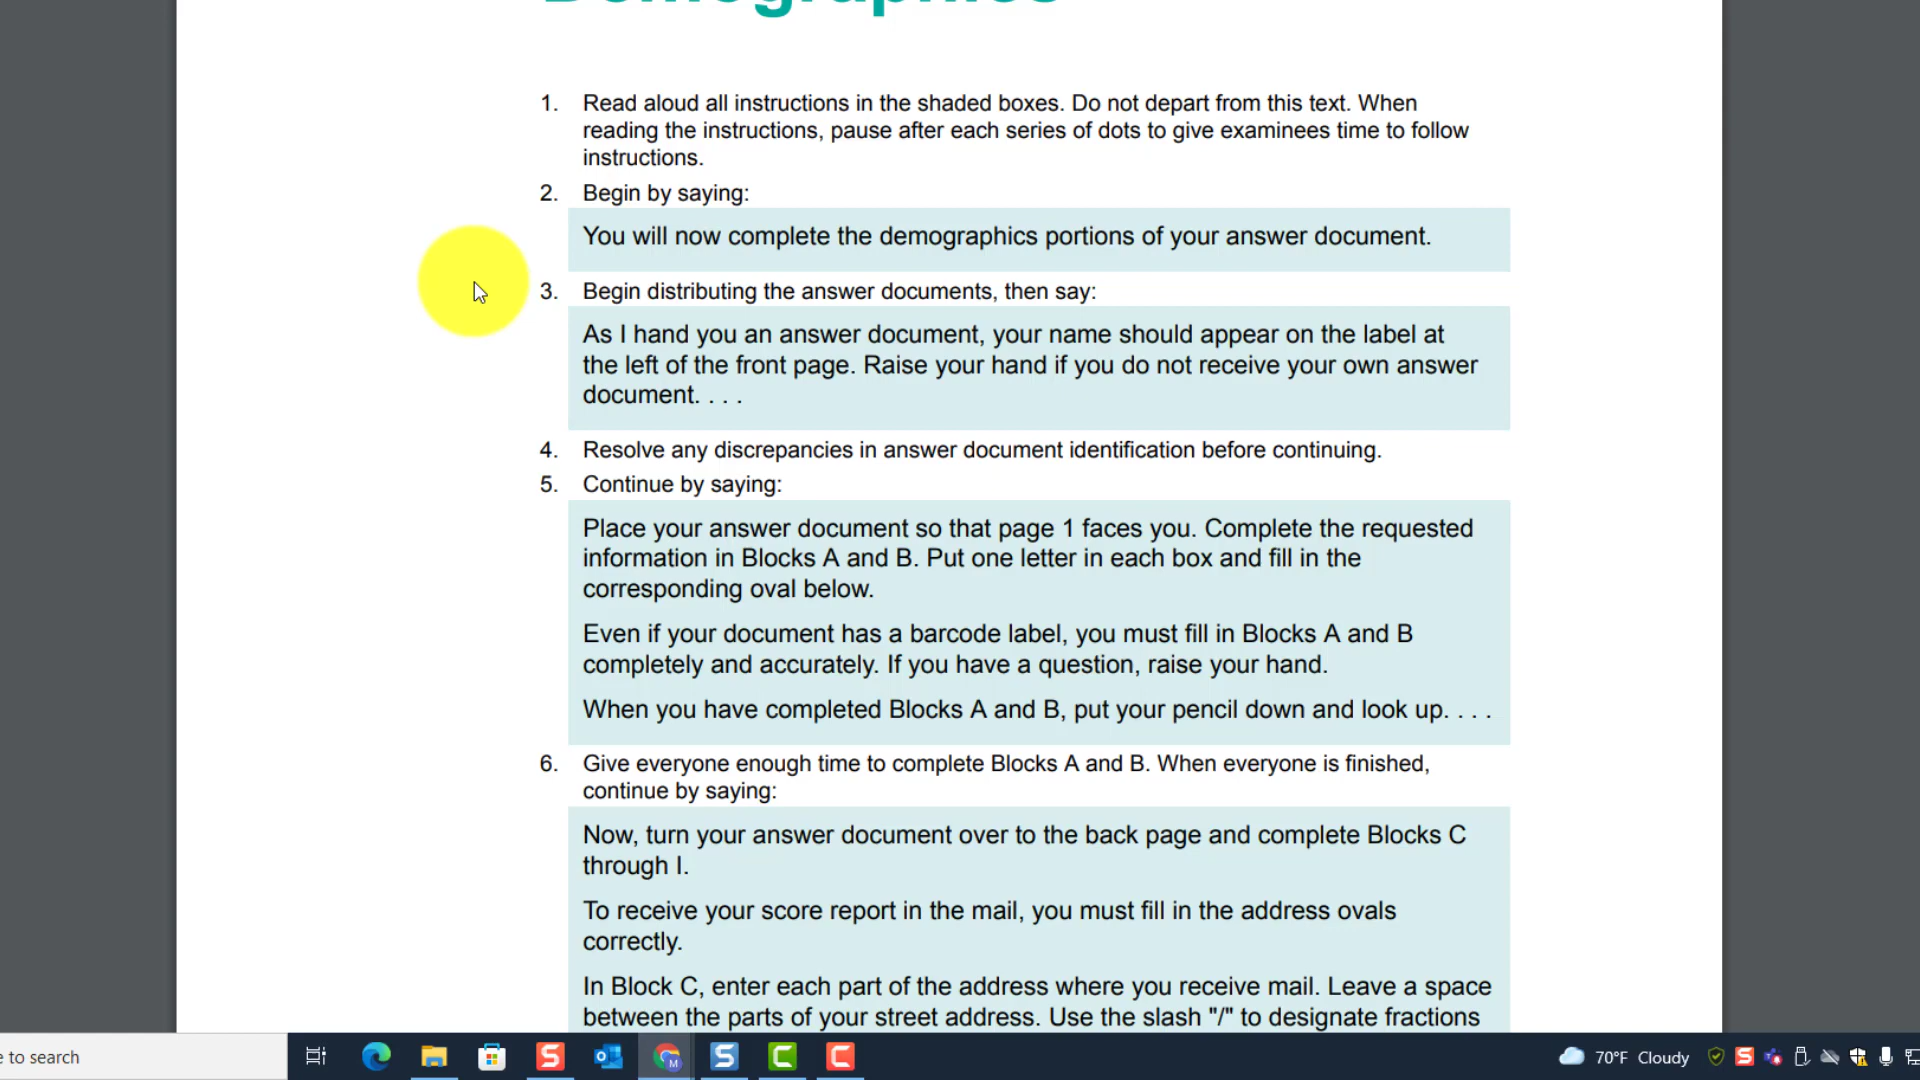 Demographics
1. Read aloud all instructions in the shaded boxes. Do not depart from this text. When
reading the instructions, pause after each series of dots to give examinees time to follow
instructions.
2. Begin by saying:
You will now complete the demographics portions of your answer document.
3. Begin distributing the answer documents, then say:
As I hand you an answer document, your name should appear on the label at
the left of the front page. Raise your hand if you do not receive your own answer
document. . . .
4. Resolve any discrepancies in answer document identification before continuing.
5. Continue by saying:
Place your answer document so that page 1 faces you. Complete the requested
information in Blocks A and B. Put one letter in each box and fill in the
corresponding oval below.
Even if your document has a barcode label, you must fill in Blocks A and B
completely and accurately. If you have a question, raise your hand.
When you have completed Blocks A and B, put your pencil down and look up. . . .
6. Give everyone enough time to complete Blocks A and B. When everyone is finished,
continue by saying:
Now, turn your answer document over to the back page and complete Blocks C
through I.
To receive your score report in the mail, you must fill in the address ovals
correctly.
In Block C, enter each part of the address where you receive mail. Leave a space
between the parts of your street address. Use the slash "/" to designate fractions
e to search
70°F Cloudy